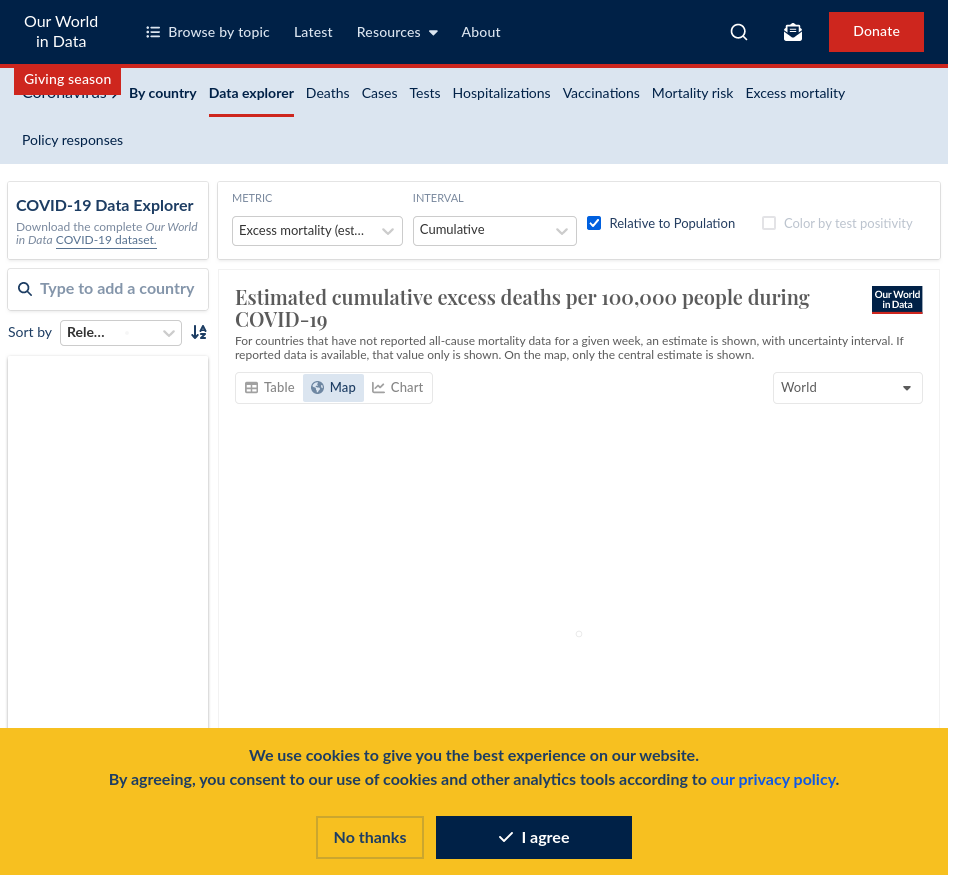 Our World
in Data
Browse by topic
Latest
Resources
About
Donate
Giving season
Coronavirus
By country
Data explorer
Deaths
Cases
Tests
Hospitalizations
Vaccinations
Mortality risk
Excess mortality
Policy responses
COVID-19 Data Explorer
Download the complete Our World
in Data COVID-19 dataset.
Type to add a country
Sort by
Rele...
METRIC
Excess mortality (est...
INTERVAL
Cumulative
Relative to Population
Color by test positivity
Estimated cumulative excess deaths per 100,000 people during
COVID-19
Our World
in Data
For countries that have not reported all-cause mortality data for a given week, an estimate is shown, with uncertainty interval. If
reported data is available, that value only is shown. On the map, only the central estimate is shown.
Table
Map
Chart
World
We use cookies to give you the best experience on our website.
By agreeing, you consent to our use of cookies and other analytics tools according to our privacy policy.
No thanks
I agree